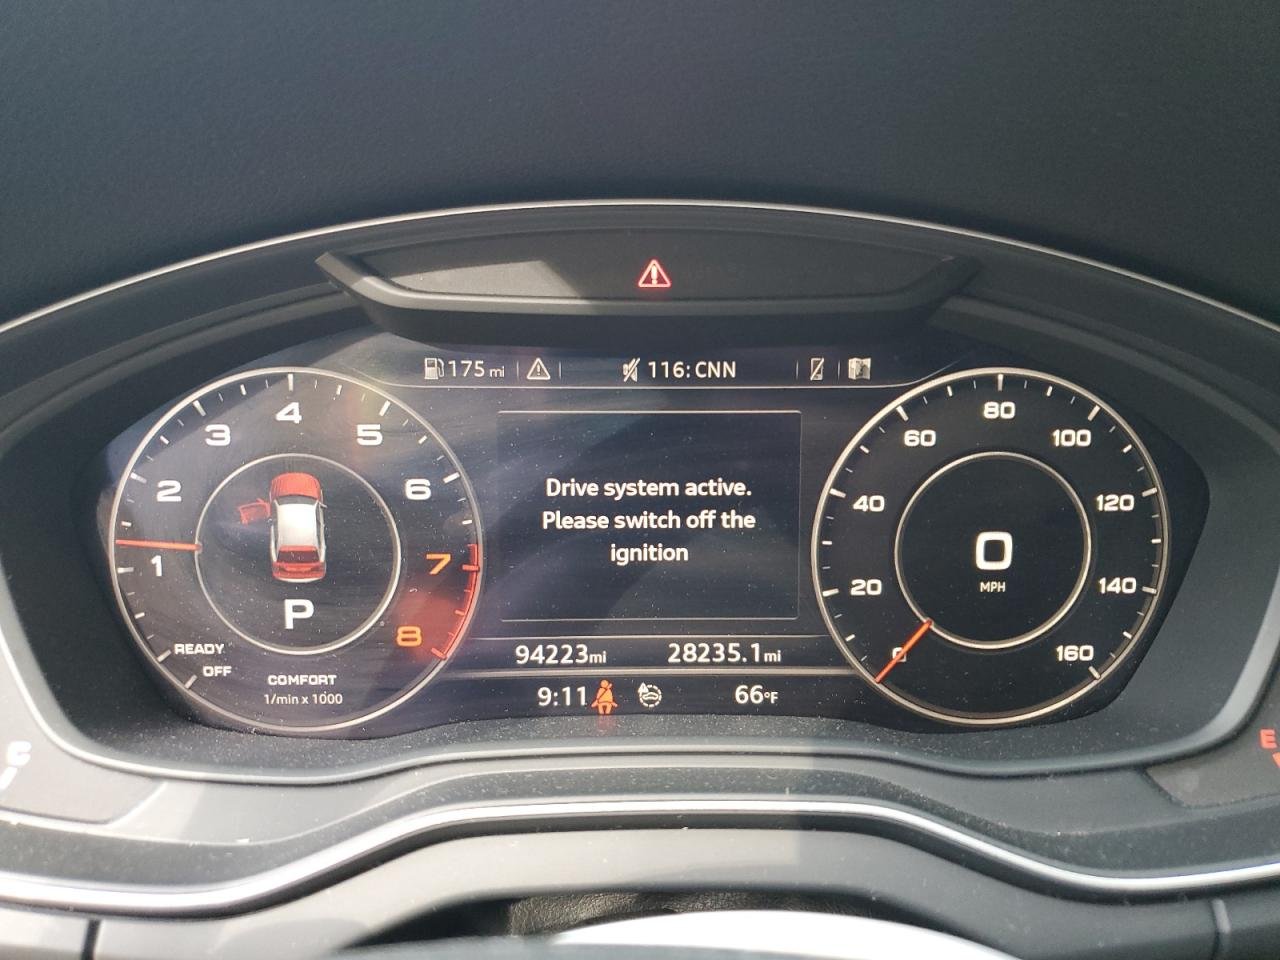 175 mi
116: CNN
Drive system active.
Please switch off the
ignition
94223mi
28235.1mi
9:11
66°F
1
2
3
4
5
6
7
8
READY
OFF
P
COMFORT
1/min x 1000
0
20
40
60
80
100
120
140
160
0
MPH
C
E